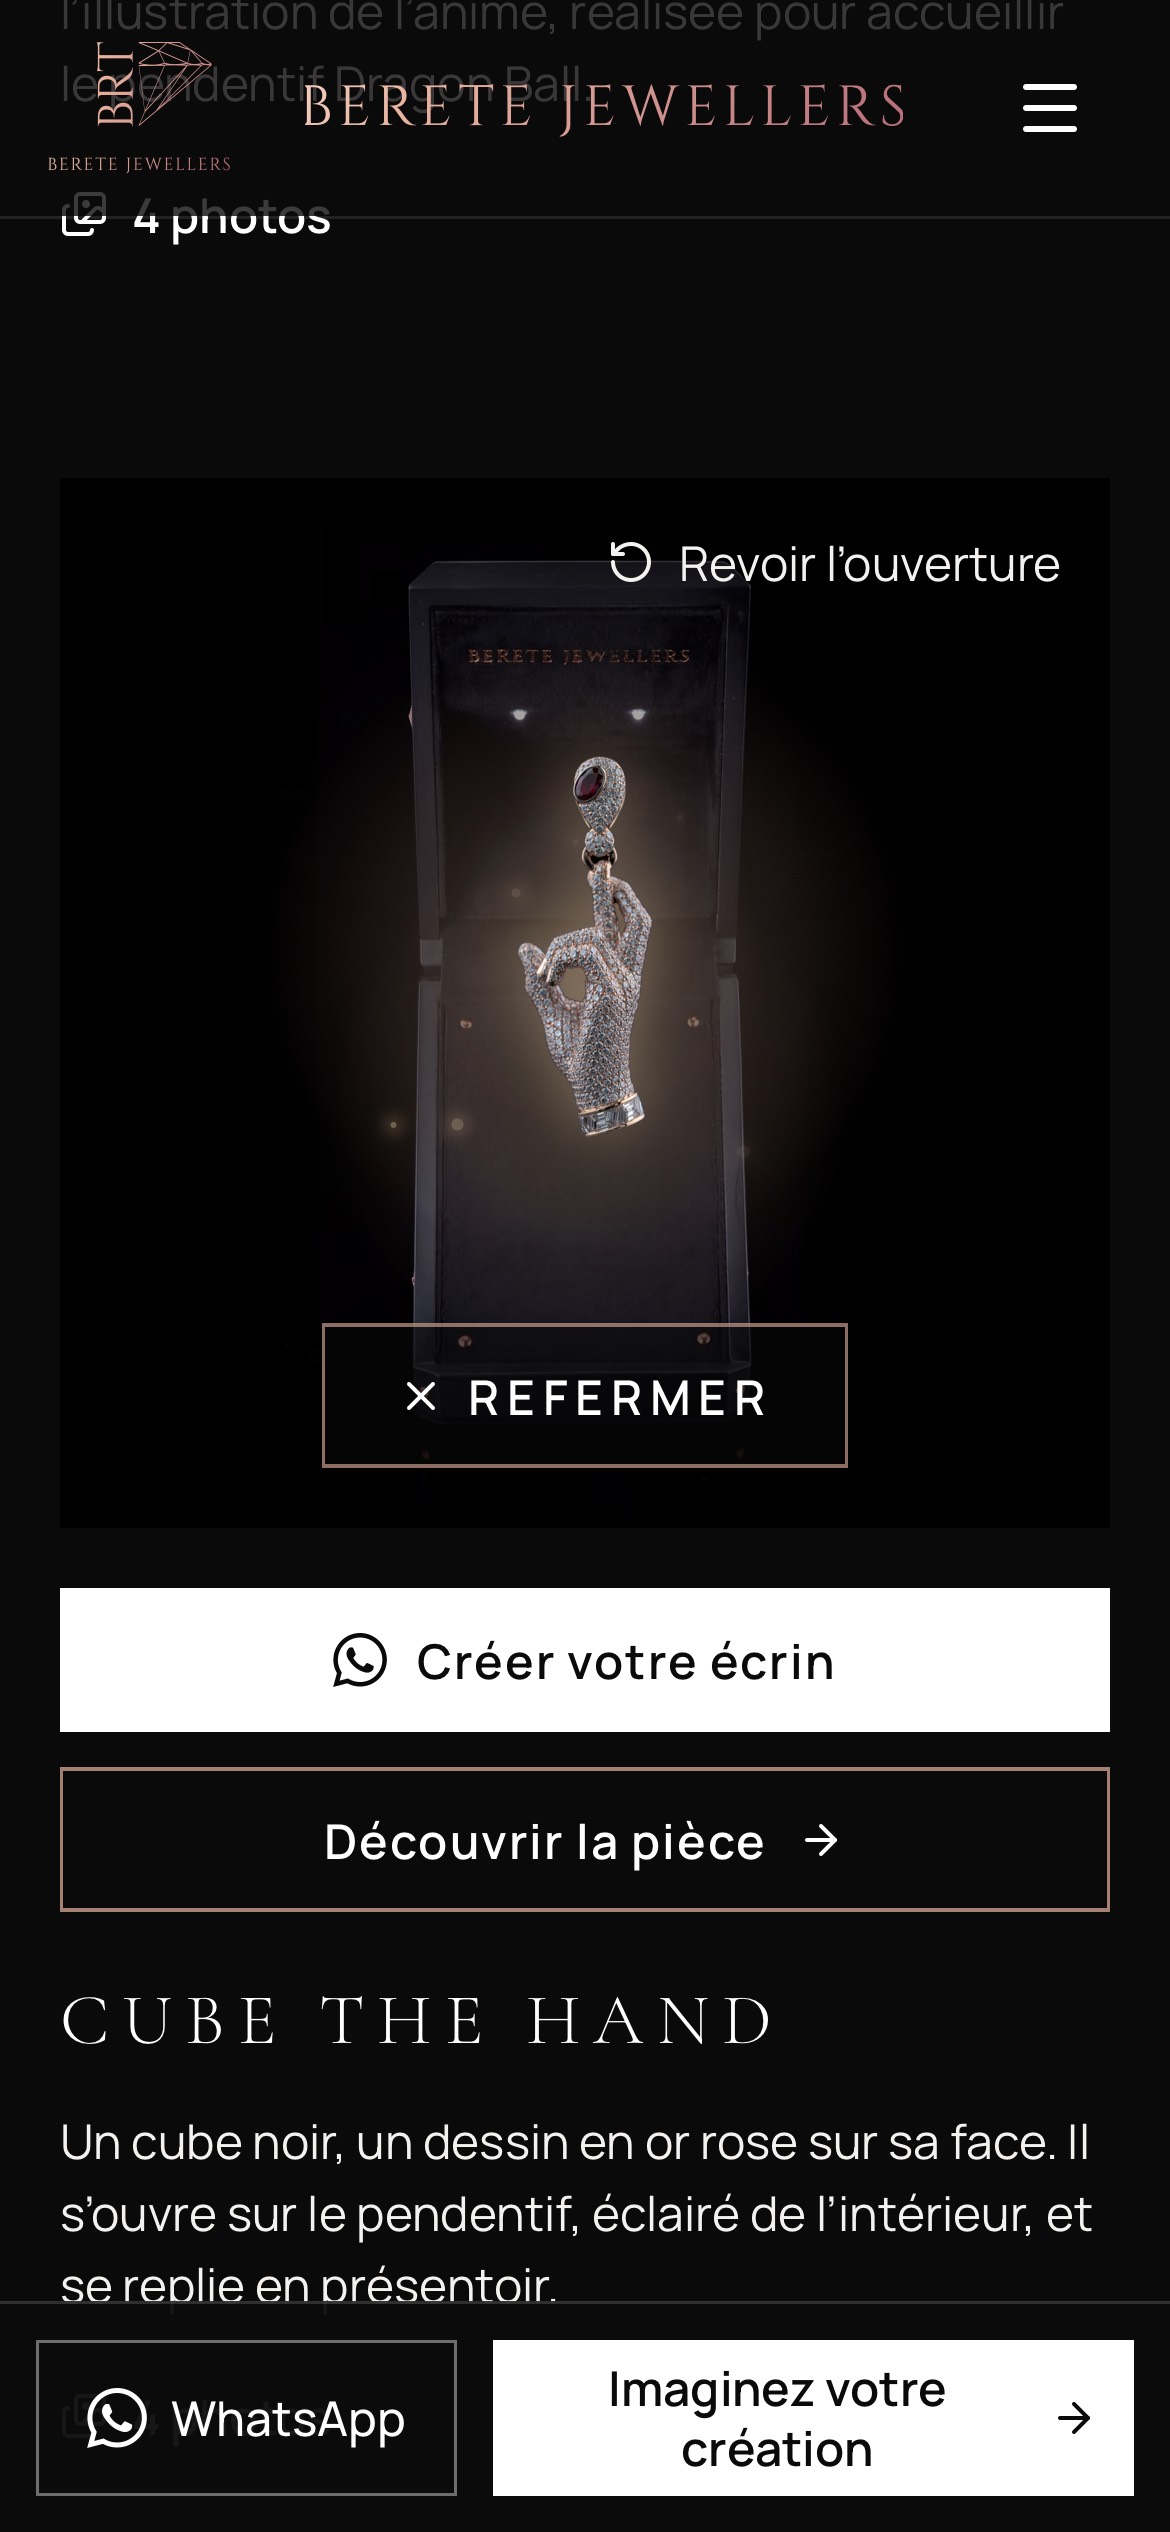 l'illustration de l'anime, réalisée pour accueillir
le pendentif Dragon Ball.
BRT
BERETE JEWELLERS
BERETE JEWELLERS
4 photos
Revoir l’ouverture
BERETE JEWELLERS
REFERMER
Créer votre écrin
Découvrir la pièce
CUBE THE HAND
Un cube noir, un dessin en or rose sur sa face. Il
s’ouvre sur le pendentif, éclairé de l’intérieur, et
se replie en présentoir.
WhatsApp
Imaginez votre
création